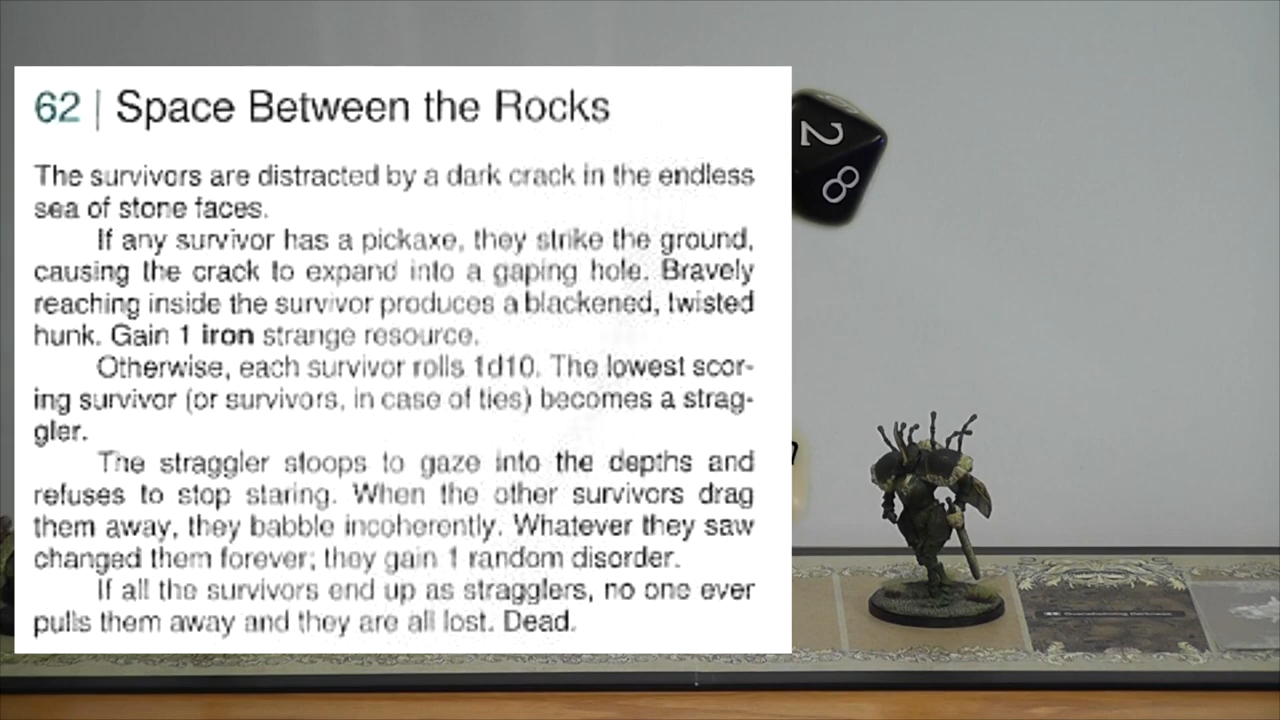 62 | Space Between the Rocks
The survivors are distracted by a dark crack in the endless
sea of stone faces.
If any survivor has a pickaxe, they strike the ground,
causing the crack to expand into a gaping hole. Bravely
reaching inside the survivor produces a blackened, twisted
hunk. Gain 1 iron strange resource.
Otherwise, each survivor rolls 1d10. The lowest scor-
ing survivor (or survivors, in case of ties) becomes a strag-
gler.
The straggler stoops to gaze into the depths and
refuses to stop staring. When the other survivors drag
them away, they babble incoherently. Whatever they saw
changed them forever; they gain 1 random disorder.
If all the survivors end up as stragglers, no one ever
pulls them away and they are all lost. Dead.
2
8
Overwhelming Darkness